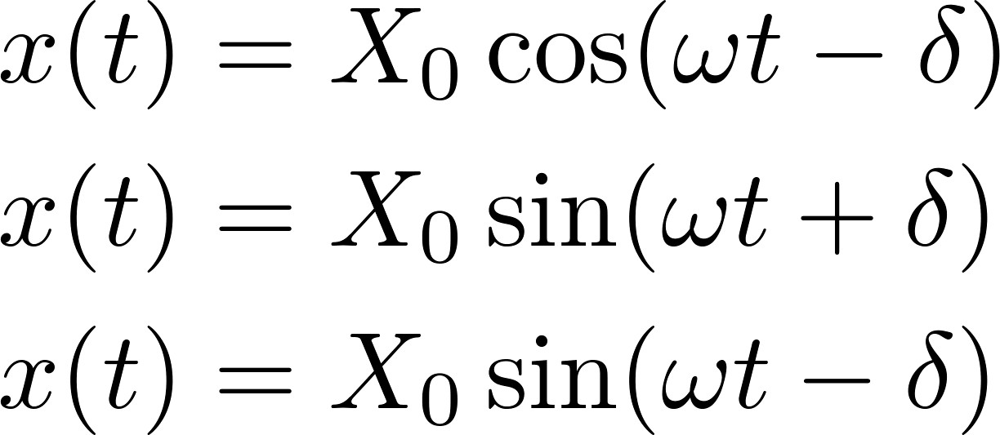 x(t) = X₀ cos(ωt − δ)
x(t) = X₀ sin(ωt + δ)
x(t) = X₀ sin(ωt − δ)